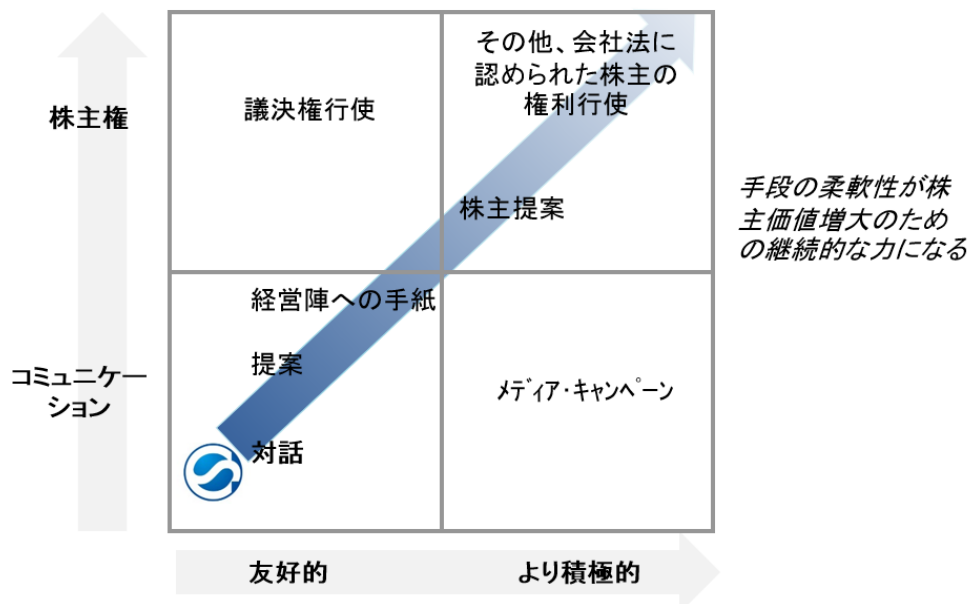 株主権
議決権行使
その他、会社法に
認められた株主の
権利行使
株主提案
手段の柔軟性が株
主価値増大のため
の継続的な力になる
コミュニケー
ション
経営陣への手紙
提案
対話
メディア・キャンペーン
友好的
より積極的